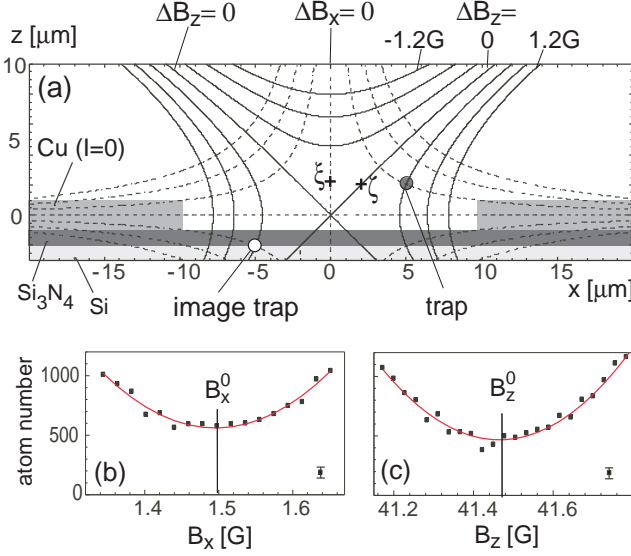 z [μm]
ΔB_z= 0
ΔB_x= 0
ΔB_z=
-1.2G
0
1.2G
10
(a)
5
Cu (I=0)
ξ
ζ
0
-15
-10
-5
0
5
10
15
Si₃N₄
Si
image trap
trap
x [μm]
atom number
1000
500
0
B_x^0
(b)
1.4
1.5
1.6
B_x [G]
B_z^0
(c)
41.2
41.4
41.6
B_z [G]